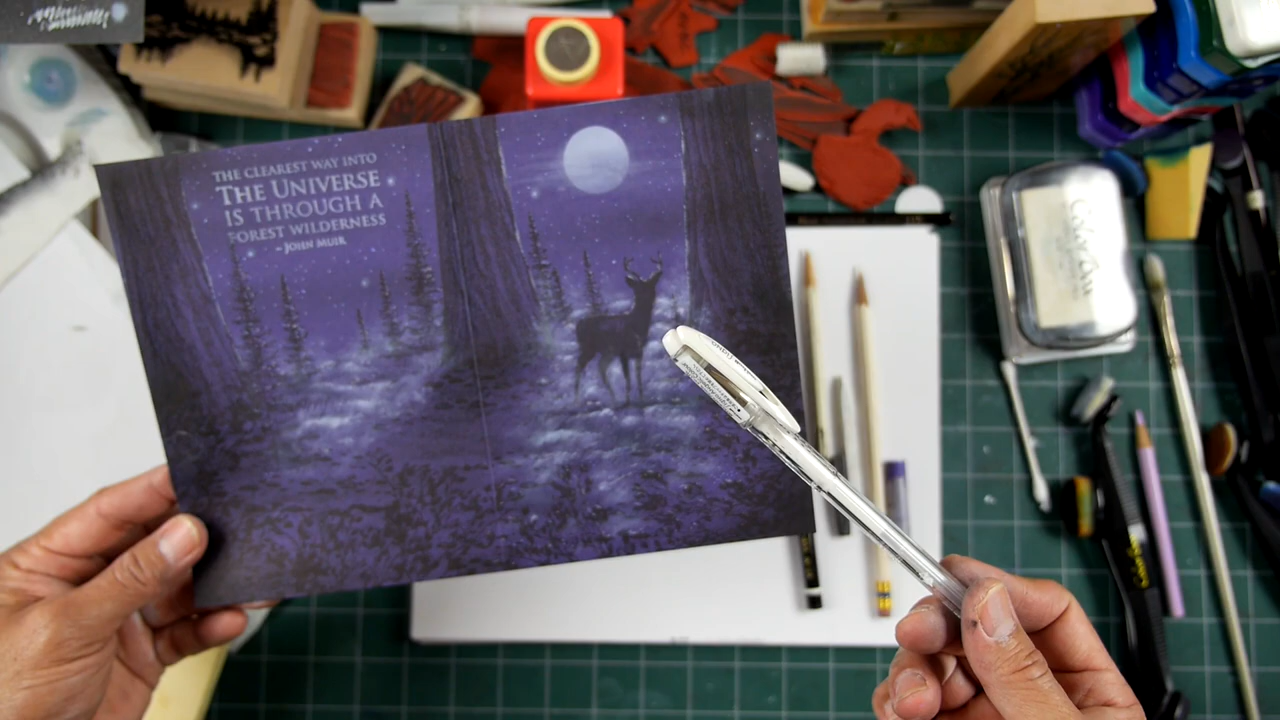 THE CLEAREST WAY INTO
THE UNIVERSE
IS THROUGH A
FOREST WILDERNESS
- JOHN MUIR